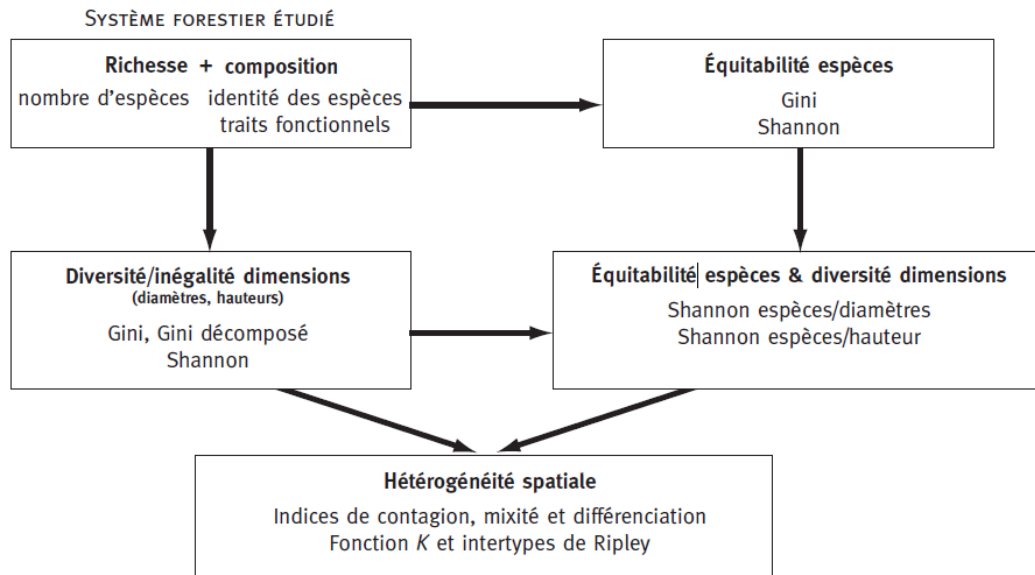 SYSTÈME FORESTIER ÉTUDIÉ
Richesse + composition
nombre d'espèces identité des espèces
traits fonctionnels
Équitabilité espèces
Gini
Shannon
Diversité/inégalité dimensions
(diamètres, hauteurs)
Gini, Gini décomposé
Shannon
Équitabilité espèces & diversité dimensions
Shannon espèces/diamètres
Shannon espèces/hauteur
Hétérogénéité spatiale
Indices de contagion, mixité et différenciation
Fonction K et intertypes de Ripley